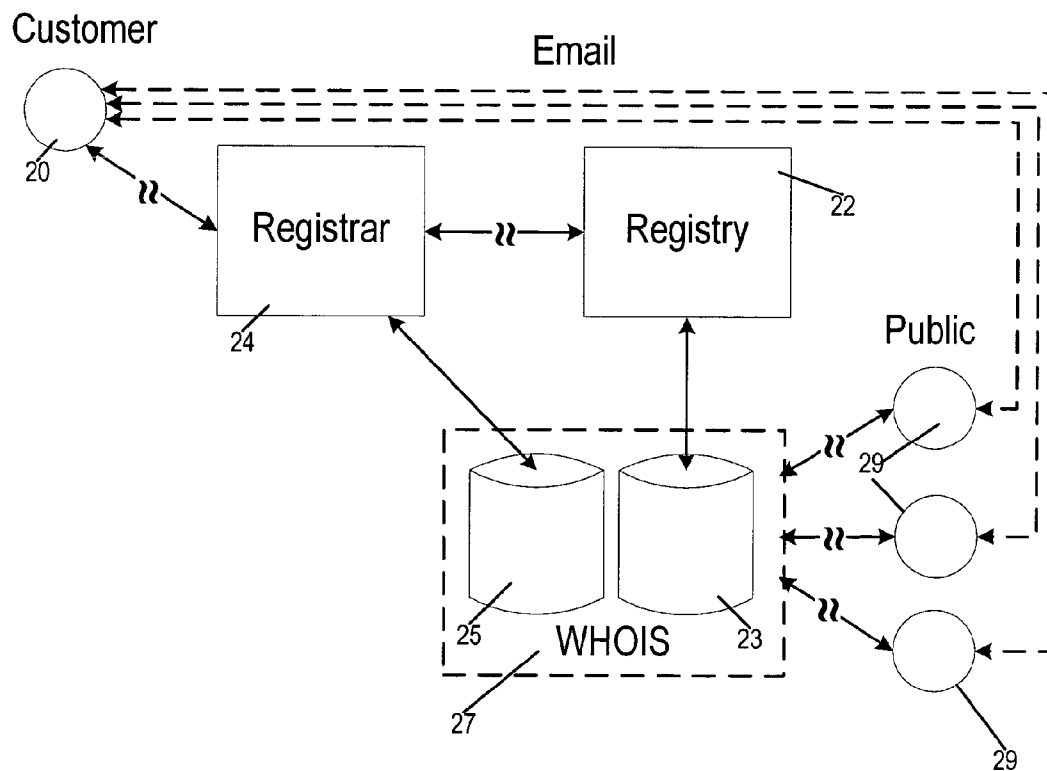 Customer
Email
20
Registrar
Registry
22
24
Public
29
25
WHOIS
23
27
29